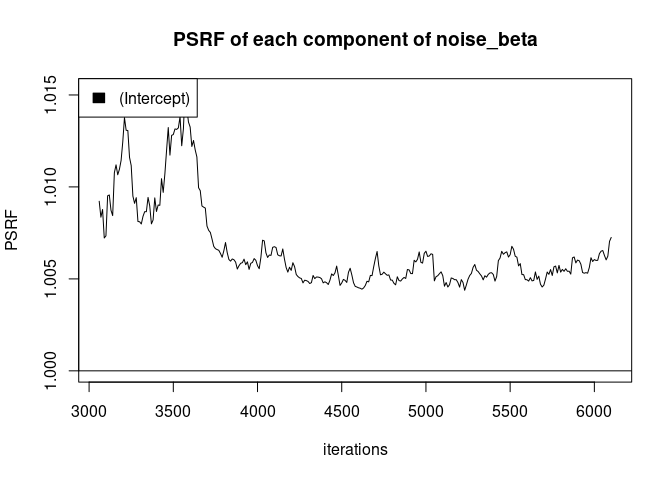 PSRF of each component of noise_beta
(Intercept)
PSRF
1.015
1.010
1.005
1.000
3000 3500 4000 4500 5000 5500 6000
iterations